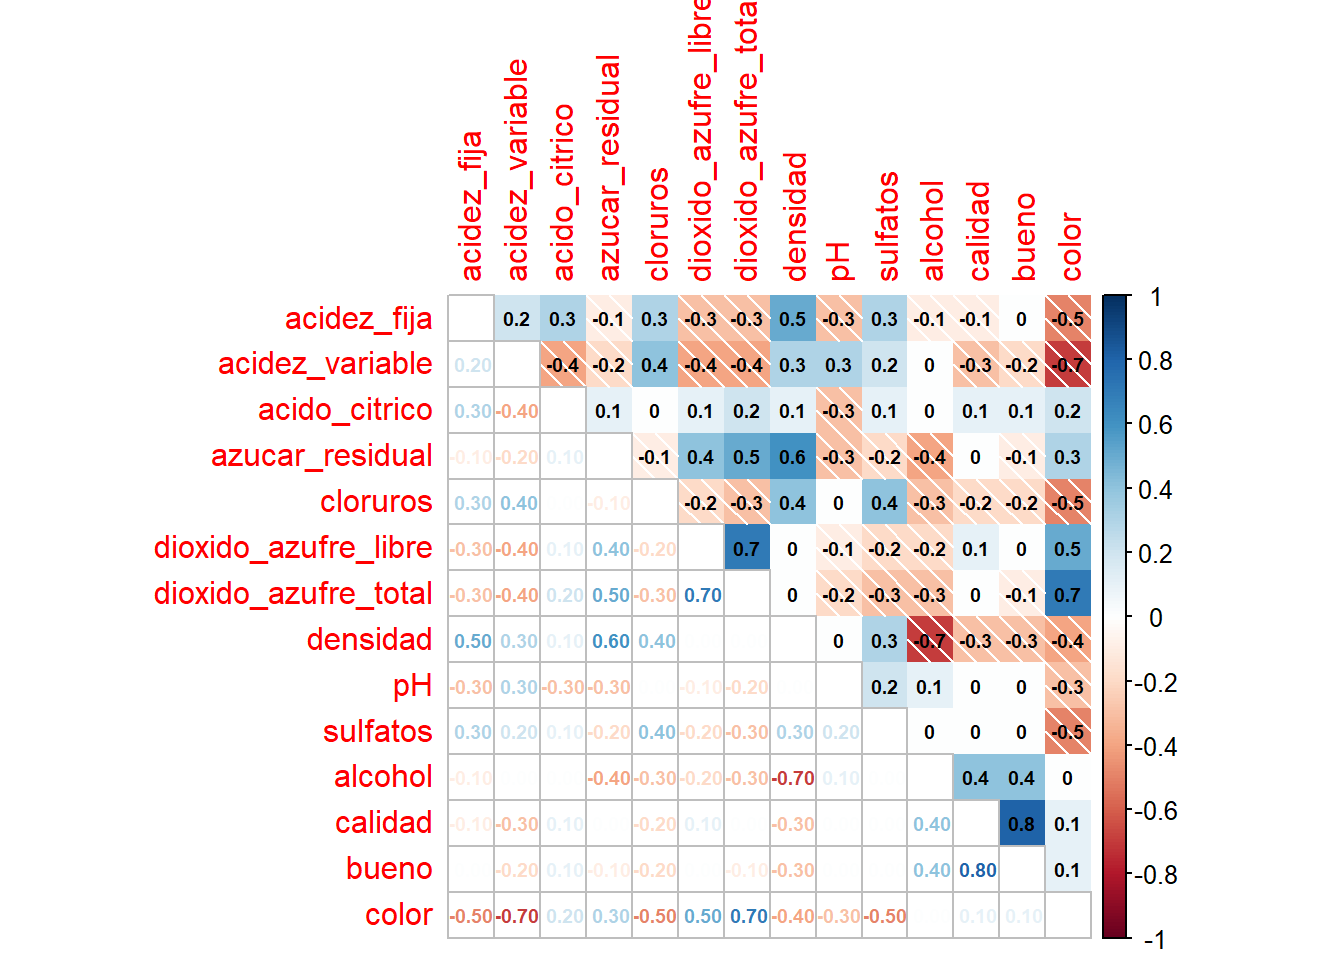 acidez_fija
acidez_variable
acido_citrico
azucar_residual
cloruros
dioxido_azufre_libre
dioxido_azufre_tota
densidad
pH
sulfatos
alcohol
calidad
bueno
color
acidez_fija 0.2 0.3 -0.1 0.3 -0.3 -0.3 0.5 -0.3 0.3 -0.1 -0.1 0 -0.5 1
acidez_variable 0.20 -0.4 -0.2 0.4 -0.4 -0.4 0.3 0.3 0.2 0 -0.3 -0.2 -0.7 0.8
acido_citrico 0.30 -0.40 0.1 0 0.1 0.2 0.1 -0.3 0.1 0 0.1 0.1 0.2 0.6
azucar_residual -0.10 -0.20 0.10 -0.1 0.4 0.5 0.6 -0.3 -0.2 -0.4 0 -0.1 0.3
cloruros 0.30 0.40 -0.10 -0.2 -0.3 0.4 0 0.4 -0.3 -0.2 -0.2 -0.5 0.4
dioxido_azufre_libre -0.30 -0.40 0.10 0.40 -0.20 0.7 0 -0.1 -0.2 -0.2 0.1 0 0.5 0.2
dioxido_azufre_total -0.30 -0.40 0.20 0.50 -0.30 0.70 0 -0.2 -0.3 -0.3 0 -0.1 0.7 0
densidad 0.50 0.30 0.10 0.60 0.40 0 0.3 -0.7 -0.3 -0.3 -0.4
pH -0.30 0.30 -0.30 -0.30 -0.10 -0.20 0.2 0.1 0 0 -0.3 -0.2
sulfatos 0.30 0.20 0.10 -0.20 0.40 -0.20 -0.30 0.30 0.20 0 0 0 -0.5 -0.4
alcohol -0.10 -0.40 -0.30 -0.20 -0.30 -0.70 0.10 0.4 0.4 0
calidad -0.10 -0.30 0.10 -0.20 0.10 -0.30 0.40 0.8 0.1 -0.6
bueno -0.20 0.10 -0.10 -0.20 -0.10 -0.30 0.40 0.80 0.1 -0.8
color -0.50 -0.70 0.20 0.30 -0.50 0.50 0.70 -0.40 -0.30 -0.50 0.10 0.10 -1